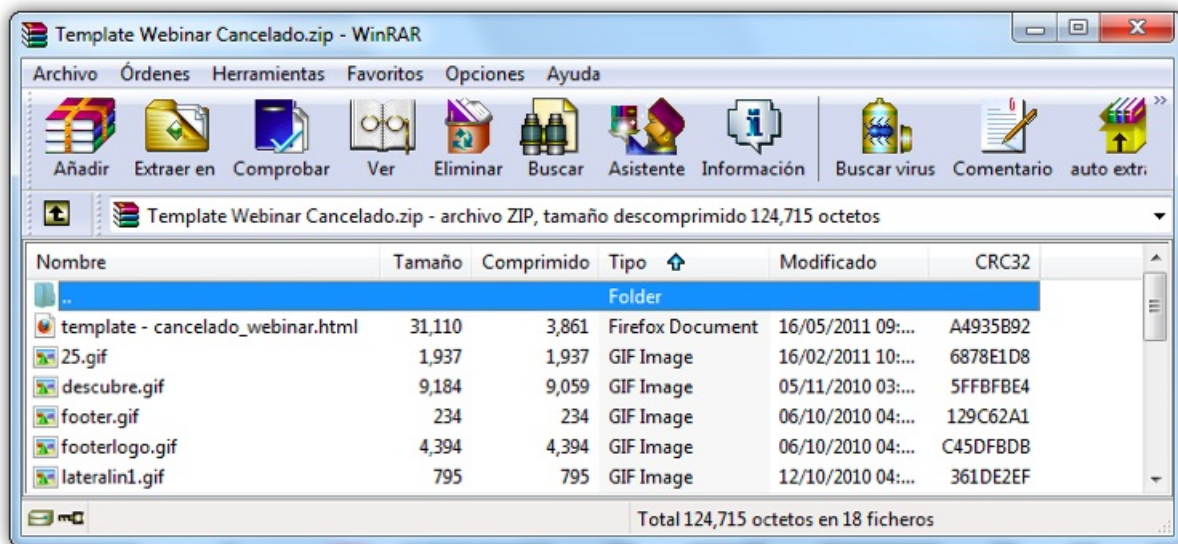 Template Webinar Cancelado.zip - WinRAR
Archivo Órdenes Herramientas Favoritos Opciones Ayuda
Añadir Extraer en Comprobar Ver Eliminar Buscar Asistente Información Buscar virus Comentario auto extra
Template Webinar Cancelado.zip - archivo ZIP, tamaño descomprimido 124,715 octetos
Nombre Tamaño Comprimido Tipo Modificado CRC32
.. Folder
template - cancelado_webinar.html 31,110 3,861 Firefox Document 16/05/2011 09:... A4935B92
25.gif 1,937 1,937 GIF Image 16/02/2011 10:... 6878E1D8
descubre.gif 9,184 9,059 GIF Image 05/11/2010 03:... 5FFBFBE4
footer.gif 234 234 GIF Image 06/10/2010 04:... 129C62A1
footerlogo.gif 4,394 4,394 GIF Image 06/10/2010 04:... C45DFBDB
lateralin1.gif 795 795 GIF Image 12/10/2010 04:... 361DE2EF
Total 124,715 octetos en 18 ficheros